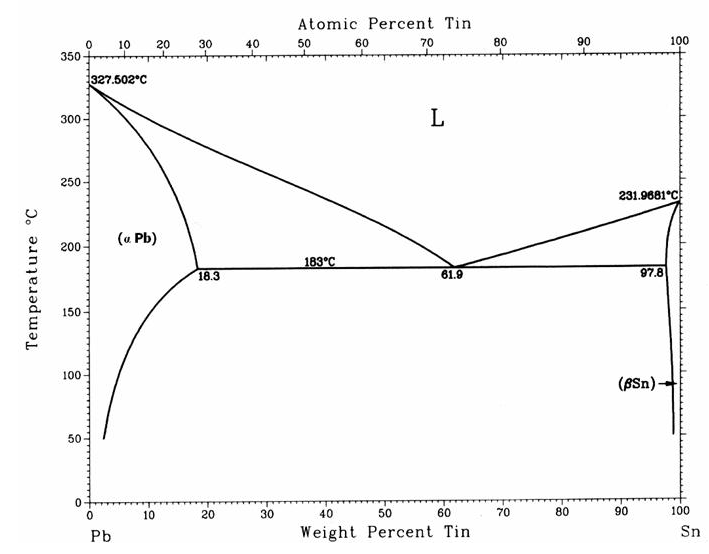 Atomic Percent Tin
0 10 20 30 40 50 60 70 80 90 100
350
327.502°C
300
L
250
231.9681°C
Temperature °C
(α Pb)
200
183°C
18.3 61.9 97.8
150
100
(βSn)
50
0
0 10 20 30 40 50 60 70 80 90 100
Pb Weight Percent Tin Sn